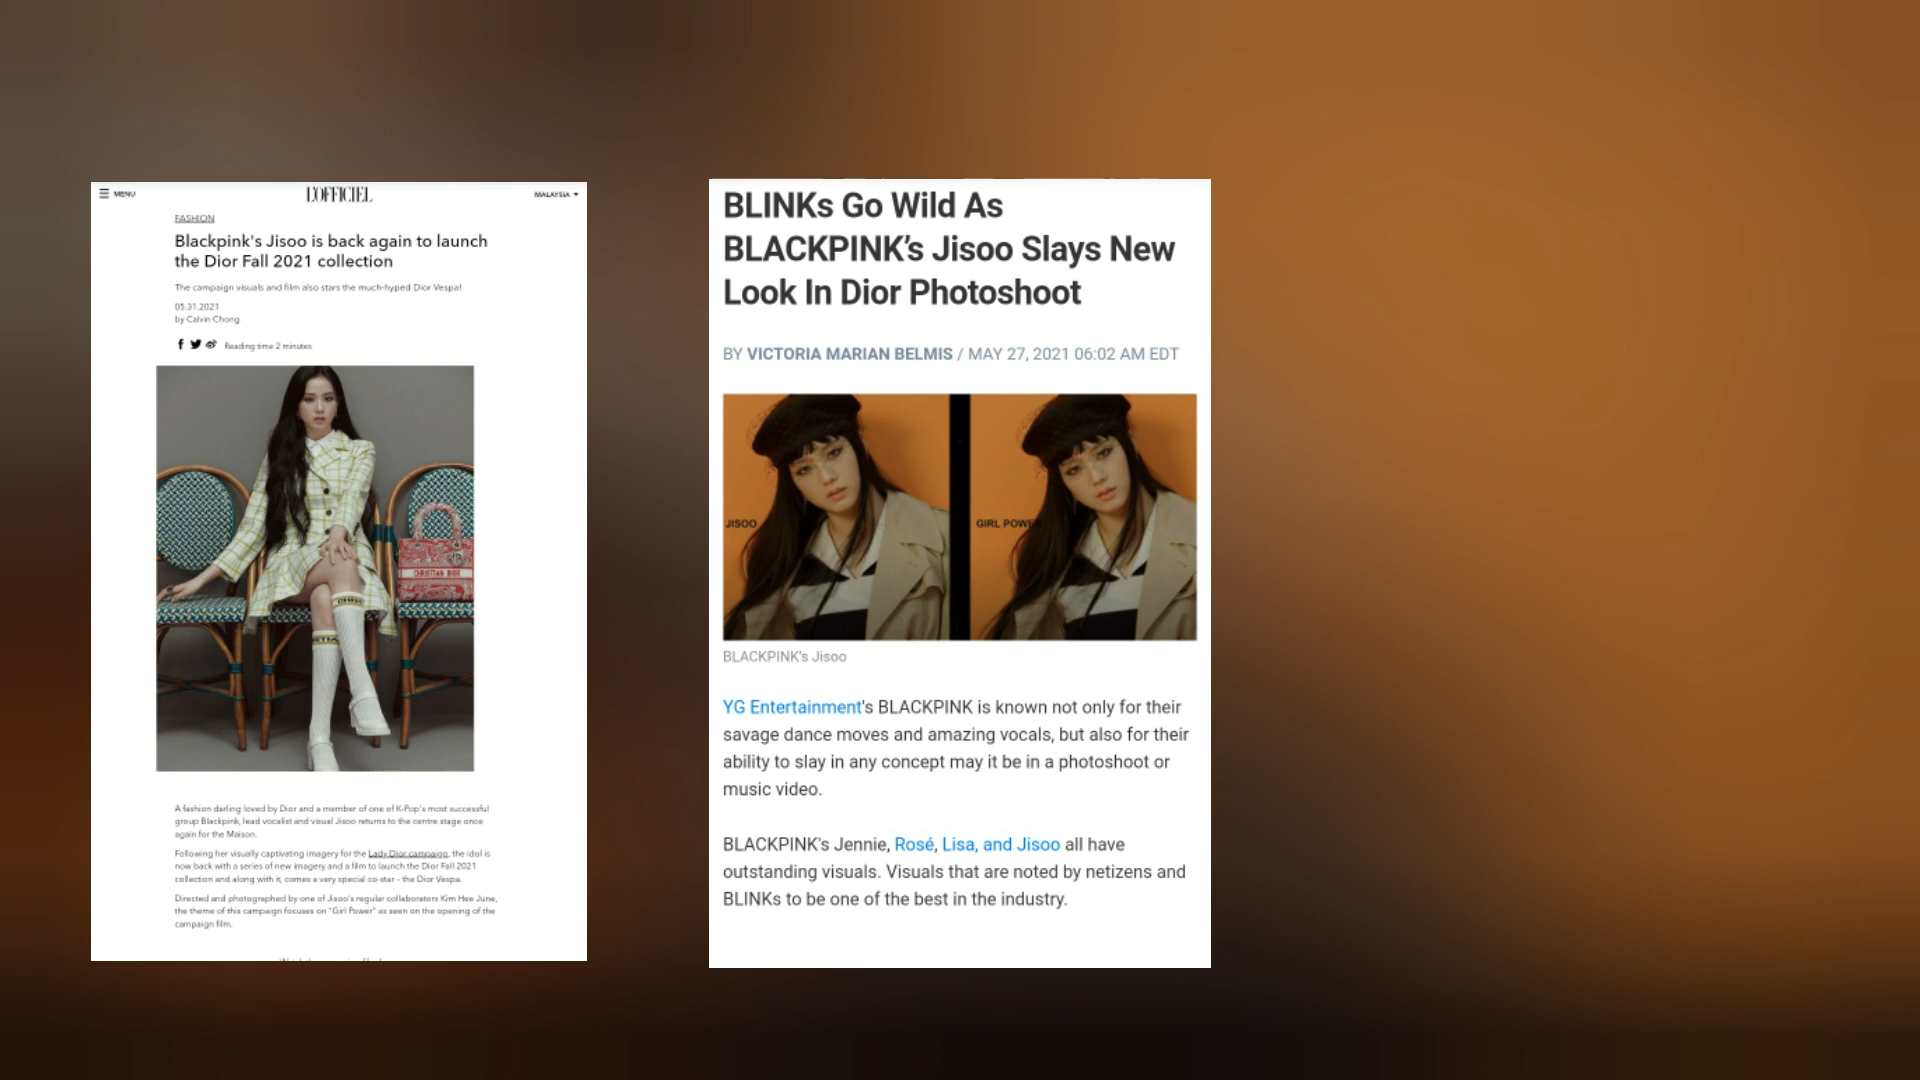 MENU
L'OFFICIEL
MALAYSIA
FASHION
Blackpink's Jisoo is back again to launch
the Dior Fall 2021 collection
The campaign visuals and film also stars the much-hyped Dior Vespa!
05.31.2021
by Calvin Chong
Reading time 2 minutes
CHRISTIAN DIOR
A fashion darling loved by Dior and a member of one of K-Pop's most successful
group Blackpink, lead vocalist and visual Jisoo returns to the centre stage once
again for the Maison.
Following her visually captivating imagery for the Lady Dior campaign, the idol is
now back with a series of new imagery and a film to launch the Dior Fall 2021
collection and along with it, comes a very special co-star – the Dior Vespa.
Directed and photographed by one of Jisoo's regular collaborators Kim Hee June,
the theme of this campaign focuses on "Girl Power" as seen on the opening of the
campaign film.
BLINKs Go Wild As
BLACKPINK's Jisoo Slays New
Look In Dior Photoshoot
BY VICTORIA MARIAN BELMIS / MAY 27, 2021 06:02 AM EDT
JISOO
GIRL POWER
BLACKPINK's Jisoo
YG Entertainment's BLACKPINK is known not only for their
savage dance moves and amazing vocals, but also for their
ability to slay in any concept may it be in a photoshoot or
music video.
BLACKPINK's Jennie, Rosé, Lisa, and Jisoo all have
outstanding visuals. Visuals that are noted by netizens and
BLINKs to be one of the best in the industry.